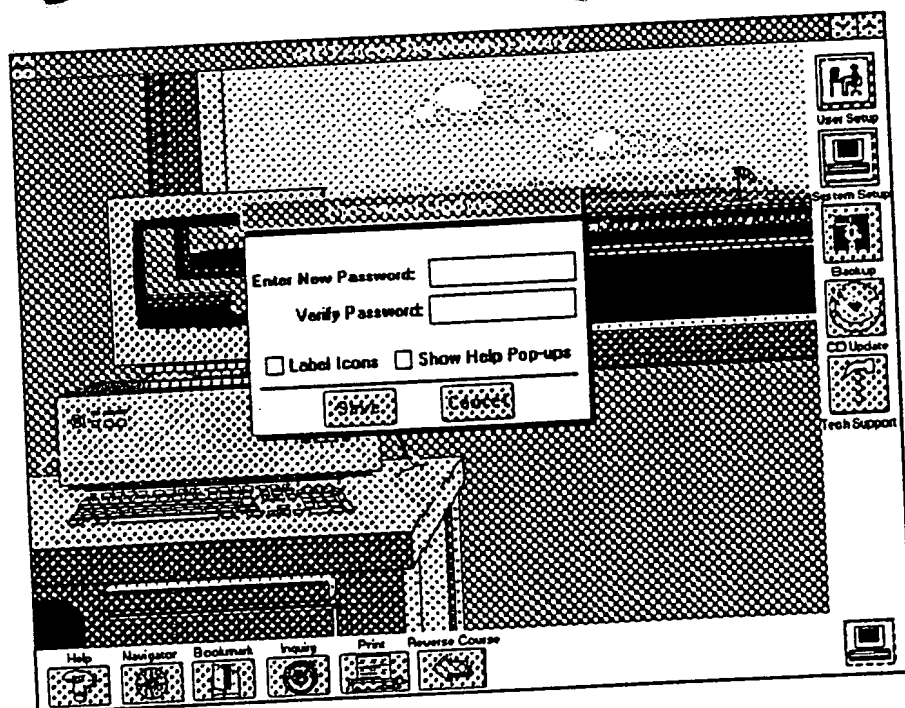 User Setup
System Setup
Enter New Password:
Verify Password:
Backup
Label Icons
Show Help Pop-ups
CD Update
Save
Cancel
Tech Support
Help
Navigator
Bookmark
Inquiry
Print
Reverse Course